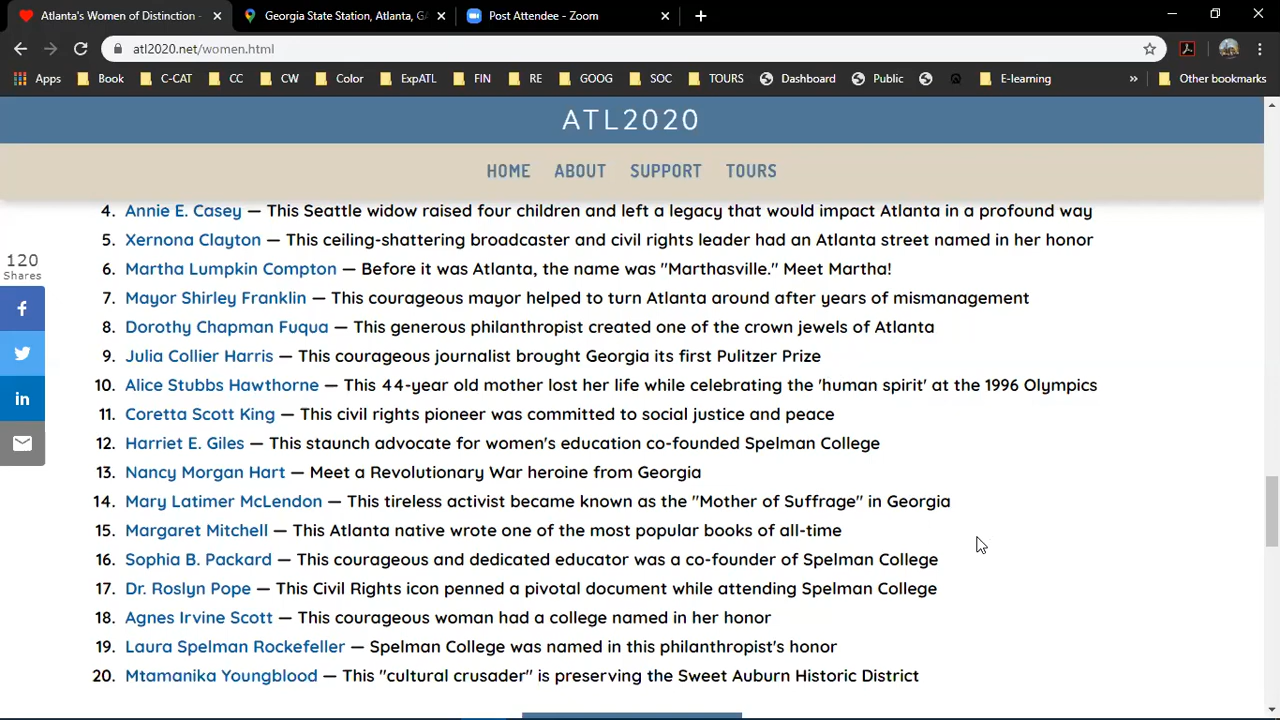 Atlanta's Women of Distinction -
Georgia State Station, Atlanta, GA
Post Attendee - Zoom
atl2020.net/women.html
Apps Book C-CAT CC CW Color ExpATL FIN RE GOOG SOC TOURS Dashboard Public E-learning » Other bookmarks
ATL2020
HOME ABOUT SUPPORT TOURS
4. Annie E. Casey — This Seattle widow raised four children and left a legacy that would impact Atlanta in a profound way
5. Xernona Clayton — This ceiling-shattering broadcaster and civil rights leader had an Atlanta street named in her honor
6. Martha Lumpkin Compton — Before it was Atlanta, the name was "Marthasville." Meet Martha!
7. Mayor Shirley Franklin — This courageous mayor helped to turn Atlanta around after years of mismanagement
8. Dorothy Chapman Fuqua — This generous philanthropist created one of the crown jewels of Atlanta
9. Julia Collier Harris — This courageous journalist brought Georgia its first Pulitzer Prize
10. Alice Stubbs Hawthorne — This 44-year old mother lost her life while celebrating the 'human spirit' at the 1996 Olympics
11. Coretta Scott King — This civil rights pioneer was committed to social justice and peace
12. Harriet E. Giles — This staunch advocate for women's education co-founded Spelman College
13. Nancy Morgan Hart — Meet a Revolutionary War heroine from Georgia
14. Mary Latimer McLendon — This tireless activist became known as the "Mother of Suffrage" in Georgia
15. Margaret Mitchell — This Atlanta native wrote one of the most popular books of all-time
16. Sophia B. Packard — This courageous and dedicated educator was a co-founder of Spelman College
17. Dr. Roslyn Pope — This Civil Rights icon penned a pivotal document while attending Spelman College
18. Agnes Irvine Scott — This courageous woman had a college named in her honor
19. Laura Spelman Rockefeller — Spelman College was named in this philanthropist's honor
20. Mtamanika Youngblood — This "cultural crusader" is preserving the Sweet Auburn Historic District
120
Shares
f
in